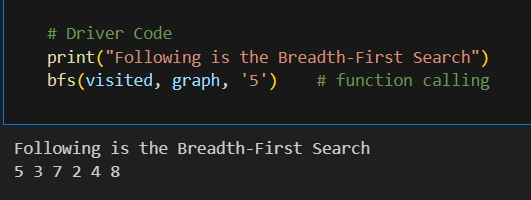 # Driver Code
print("Following is the Breadth-First Search")
bfs(visited, graph, '5')    # function calling
Following is the Breadth-First Search
5 3 7 2 4 8